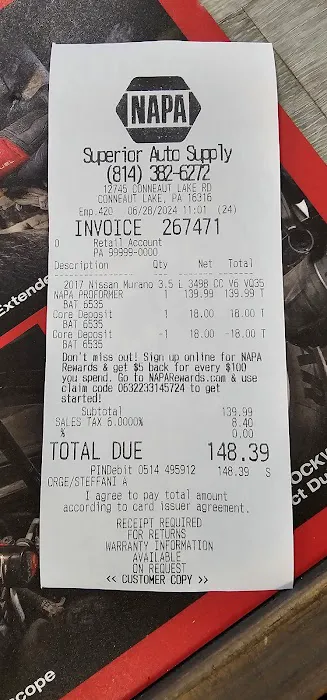 NAPA
Superior Auto Supply
(814) 382-6272
12745 CONNEAUT LAKE RD
CONNEAUT LAKE, PA 16316
Emp.420 06/28/2024 11:01 (24)
INVOICE 267471
0 Retail Account
PA 99999-0000
Description Qty Net Total
2017 Nissan Murano 3.5 L 3498 CC V6 VQ35
NAPA PROFORMER 1 139.99 139.99 T
BAT 6535
Core Deposit 1 18.00 18.00 T
BAT 6535
Core Deposit -1 18.00 -18.00 T
BAT 6535
Don't miss out! Sign up online for NAPA
Rewards & get $5 back for every $100
you spend. Go to NAPARewards.com & use
claim code 0632233145724 to get
started!
Subtotal 139.99
SALES TAX 6.0000% 8.40
% 0.00
TOTAL DUE 148.39
PINDebit 0514 495912 148.39 S
ORGE/STEFFANI A
I agree to pay total amount
according to card issuer agreement.
RECEIPT REQUIRED
FOR RETURNS
WARRANTY INFORMATION
AVAILABLE
ON REQUEST
<< CUSTOMER COPY >>
Extende
ct Du
cope